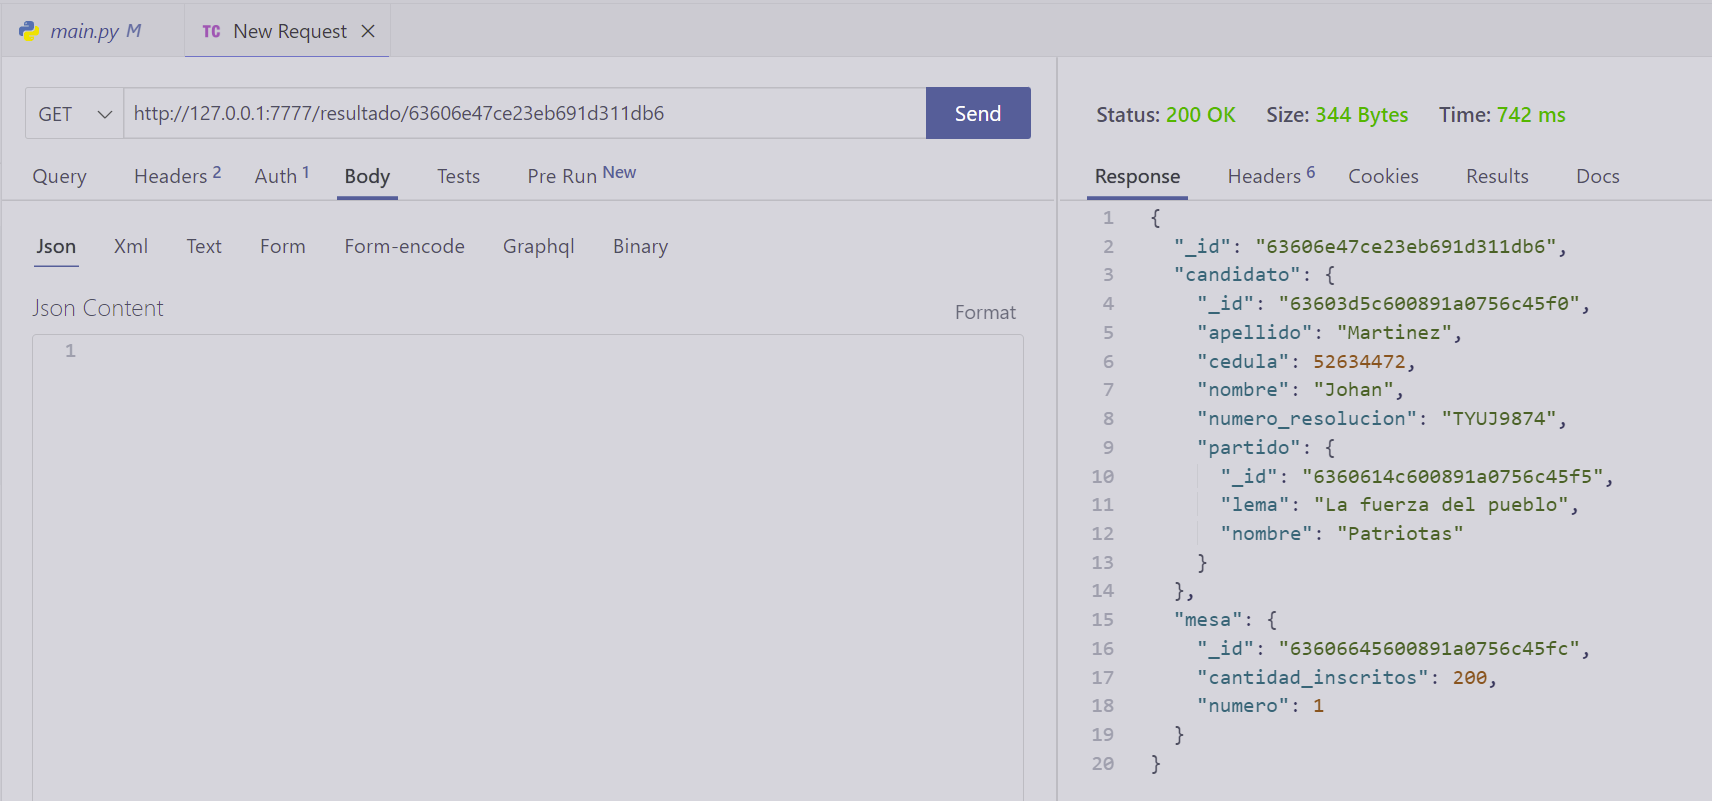 main.py M
TC New Request ×
GET http://127.0.0.1:7777/resultado/63606e47ce23eb691d311db6 Send
Query Headers 2 Auth 1 Body Tests Pre Run New
Json Xml Text Form Form-encode Graphql Binary
Json Content Format
1
Status: 200 OK Size: 344 Bytes Time: 742 ms
Response Headers 6 Cookies Results Docs
1 {
2 "_id": "63606e47ce23eb691d311db6",
3 "candidato": {
4 "_id": "63603d5c600891a0756c45f0",
5 "apellido": "Martinez",
6 "cedula": 52634472,
7 "nombre": "Johan",
8 "numero_resolucion": "TYUJ9874",
9 "partido": {
10 "_id": "6360614c600891a0756c45f5",
11 "lema": "La fuerza del pueblo",
12 "nombre": "Patriotas"
13 }
14 },
15 "mesa": {
16 "_id": "63606645600891a0756c45fc",
17 "cantidad_inscritos": 200,
18 "numero": 1
19 }
20 }